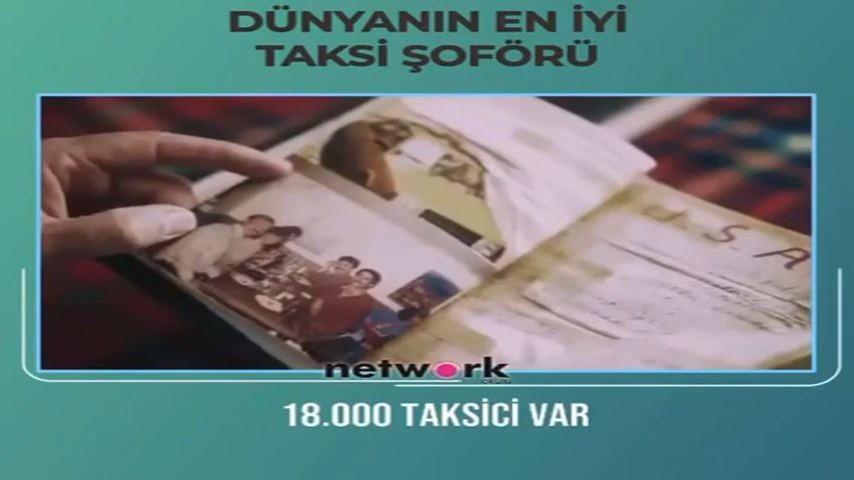 DÜNYANIN EN İYİ
TAKSİ ŞOFÖRÜ
U.S.A
network
18.000 TAKSİCİ VAR